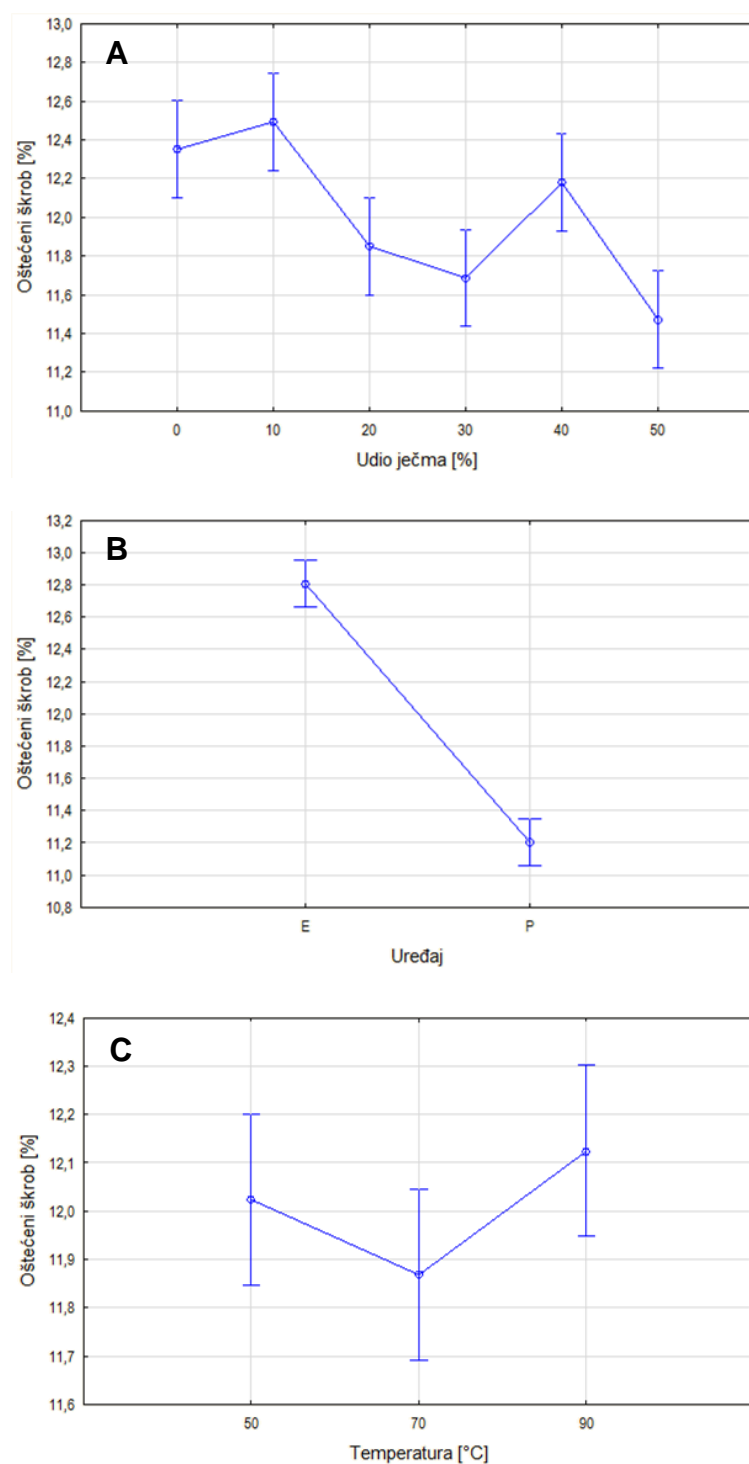 A
13,0
12,8
12,6
12,4
12,2
12,0
11,8
11,6
11,4
11,2
11,0
Oštećeni škrob [%]
0 10 20 30 40 50
Udio ječma [%]
B
13,2
13,0
12,8
12,6
12,4
12,2
12,0
11,8
11,6
11,4
11,2
11,0
10,8
Oštećeni škrob [%]
E P
Uređaj
C
12,4
12,3
12,2
12,1
12,0
11,9
11,8
11,7
11,6
Oštećeni škrob [%]
50 70 90
Temperatura [°C]